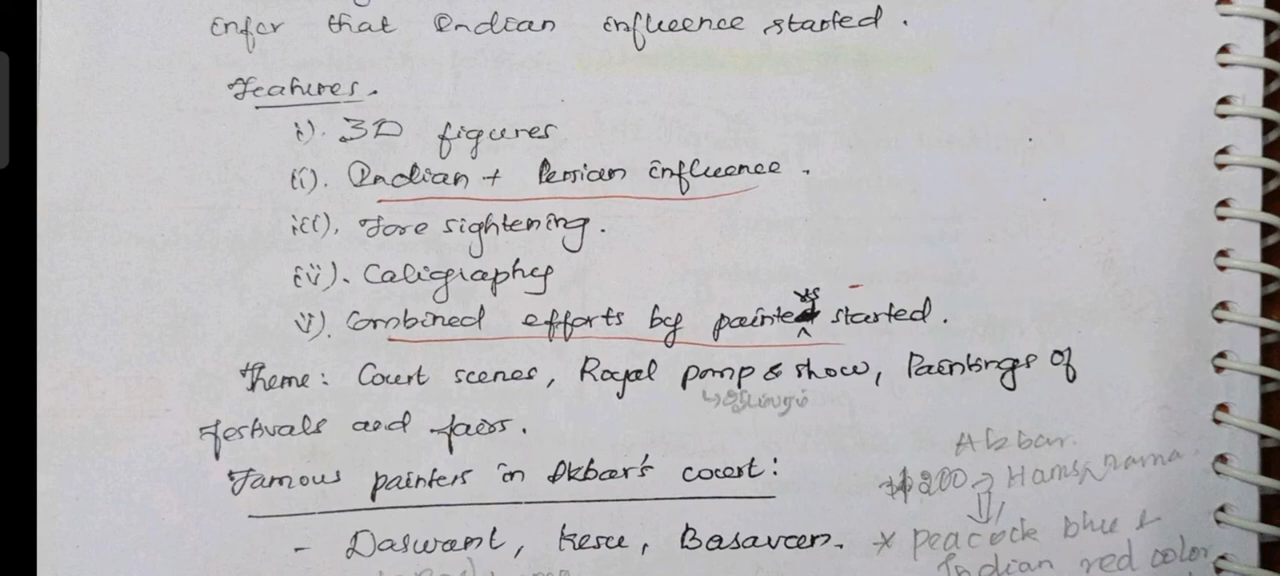 infer that Indian influence started.
Features.
i). 3D figures
ii). Indian + Persian influence.
iii). Fore sightening.
iv). Caligraphy
v). Combined efforts by painters started.
Theme: Court scenes, Royal pomp & show, Paintings of
festivals and fairs.
Famous painters in Akbar's court:
- Daswant, Kesu, Basavan.
Akbar.
1200 → Hamsa nama
* Peacock blue &
Indian red color